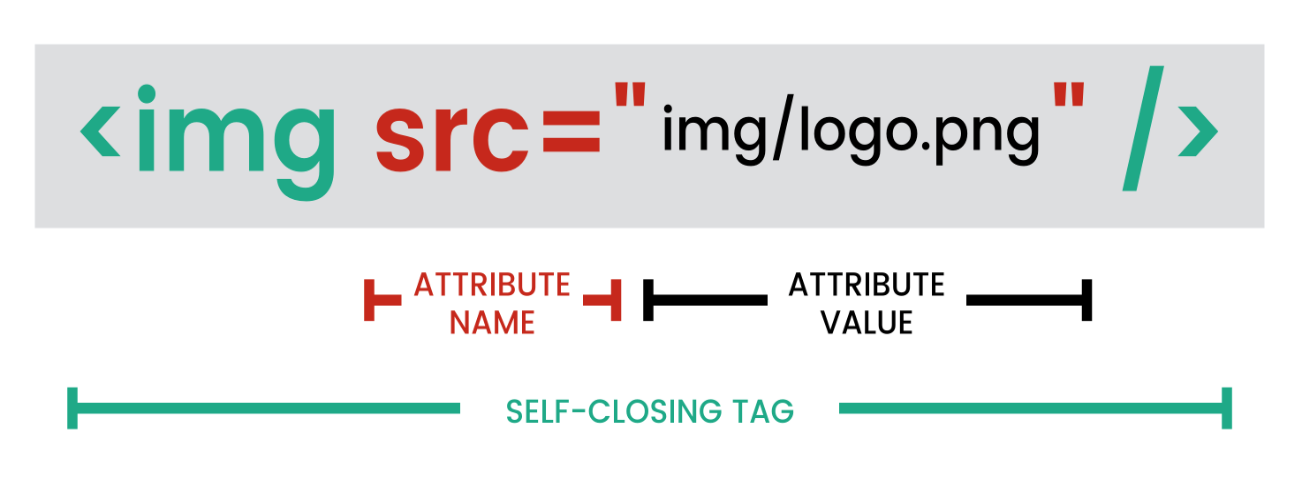 <img src="img/logo.png" />
ATTRIBUTE
NAME
ATTRIBUTE
VALUE
SELF-CLOSING TAG